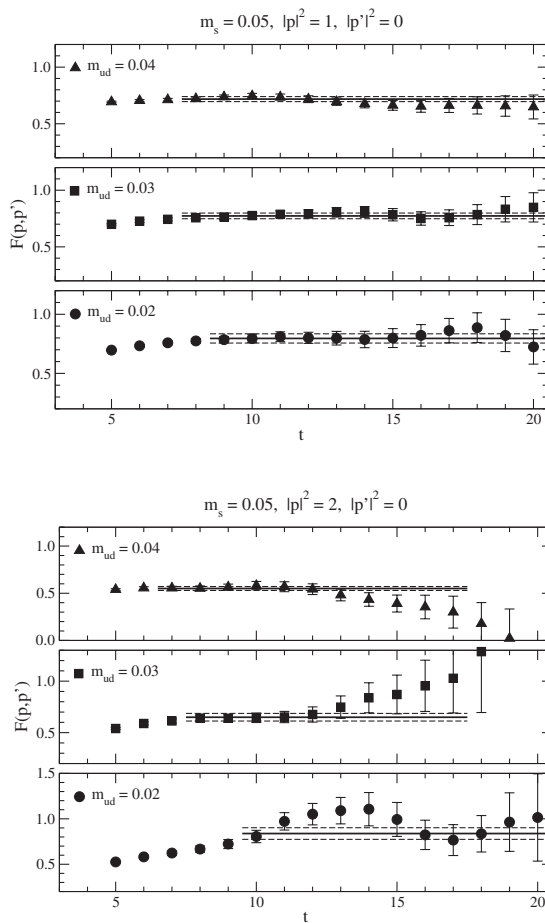 m_s = 0.05, |p|^2 = 1, |p'|^2 = 0
m_ud = 0.04
1.0
0.5
m_ud = 0.03
1.0
0.5
F(p,p')
m_ud = 0.02
1.0
0.5
5 10 15 20
t
m_s = 0.05, |p|^2 = 2, |p'|^2 = 0
m_ud = 0.04
1.0
0.5
0.0
m_ud = 0.03
1.0
0.5
F(p,p')
1.5
m_ud = 0.02
1.0
0.5
5 10 15 20
t